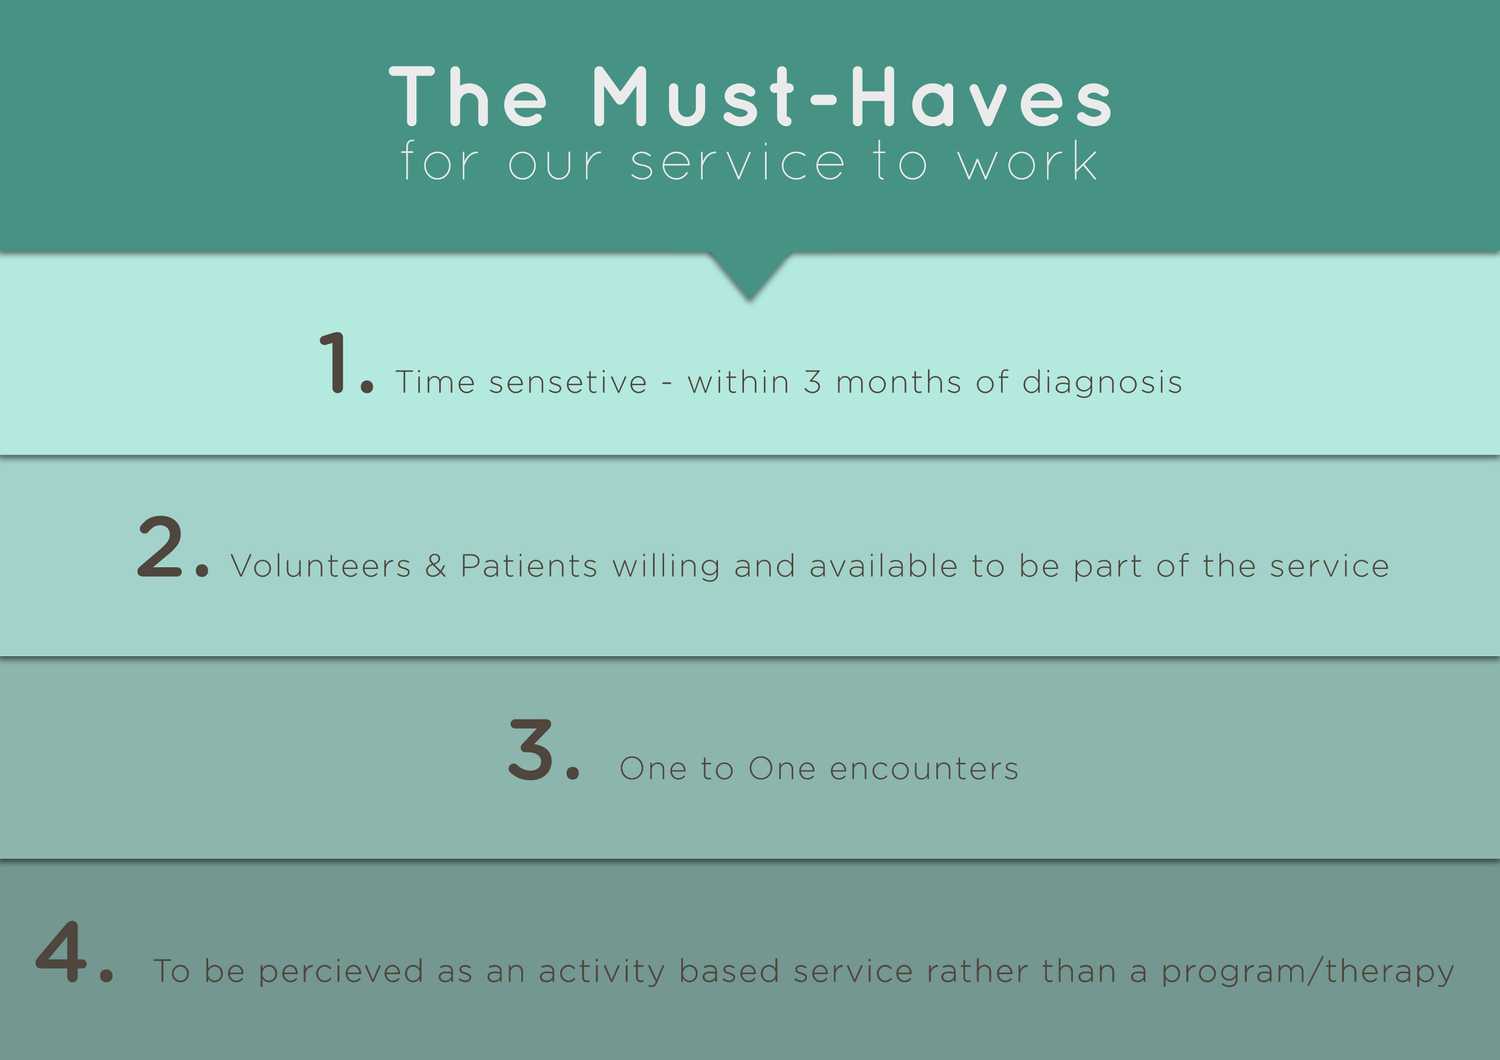 The Must-Haves
for our service to work
1. Time sensetive - within 3 months of diagnosis
2. Volunteers & Patients willing and available to be part of the service
3. One to One encounters
4. To be percieved as an activity based service rather than a program/therapy